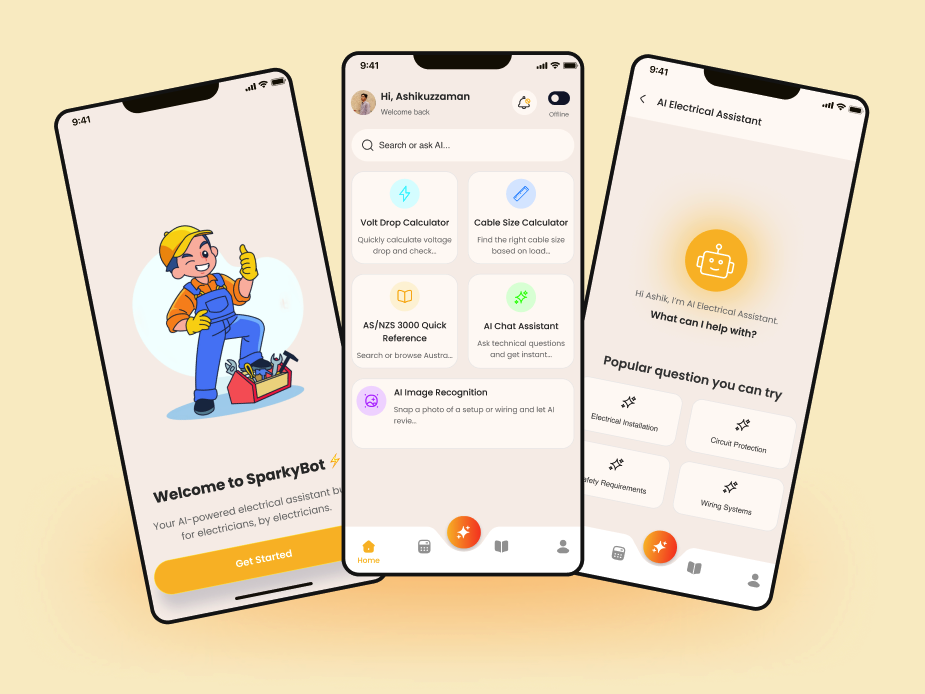 9:41
Welcome to SparkyBot
Your AI-powered electrical assistant
for electricians, by electricians.
Get Started
9:41
Hi, Ashikuzzaman
Welcome back
Offline
Search or ask AI...
Volt Drop Calculator
Quickly calculate voltage
drop and check...
Cable Size Calculator
Find the right cable size
based on load...
AS/NZS 3000 Quick
Reference
Search or browse Austra...
AI Chat Assistant
Ask technical questions
and get instant...
AI Image Recognition
Snap a photo of a setup or wiring and let AI
revie...
Home
9:41
AI Electrical Assistant
Hi Ashik, I'm AI Electrical Assistant.
What can I help with?
Popular question you can try
Electrical Installation
Circuit Protection
afety Requirements
Wiring Systems